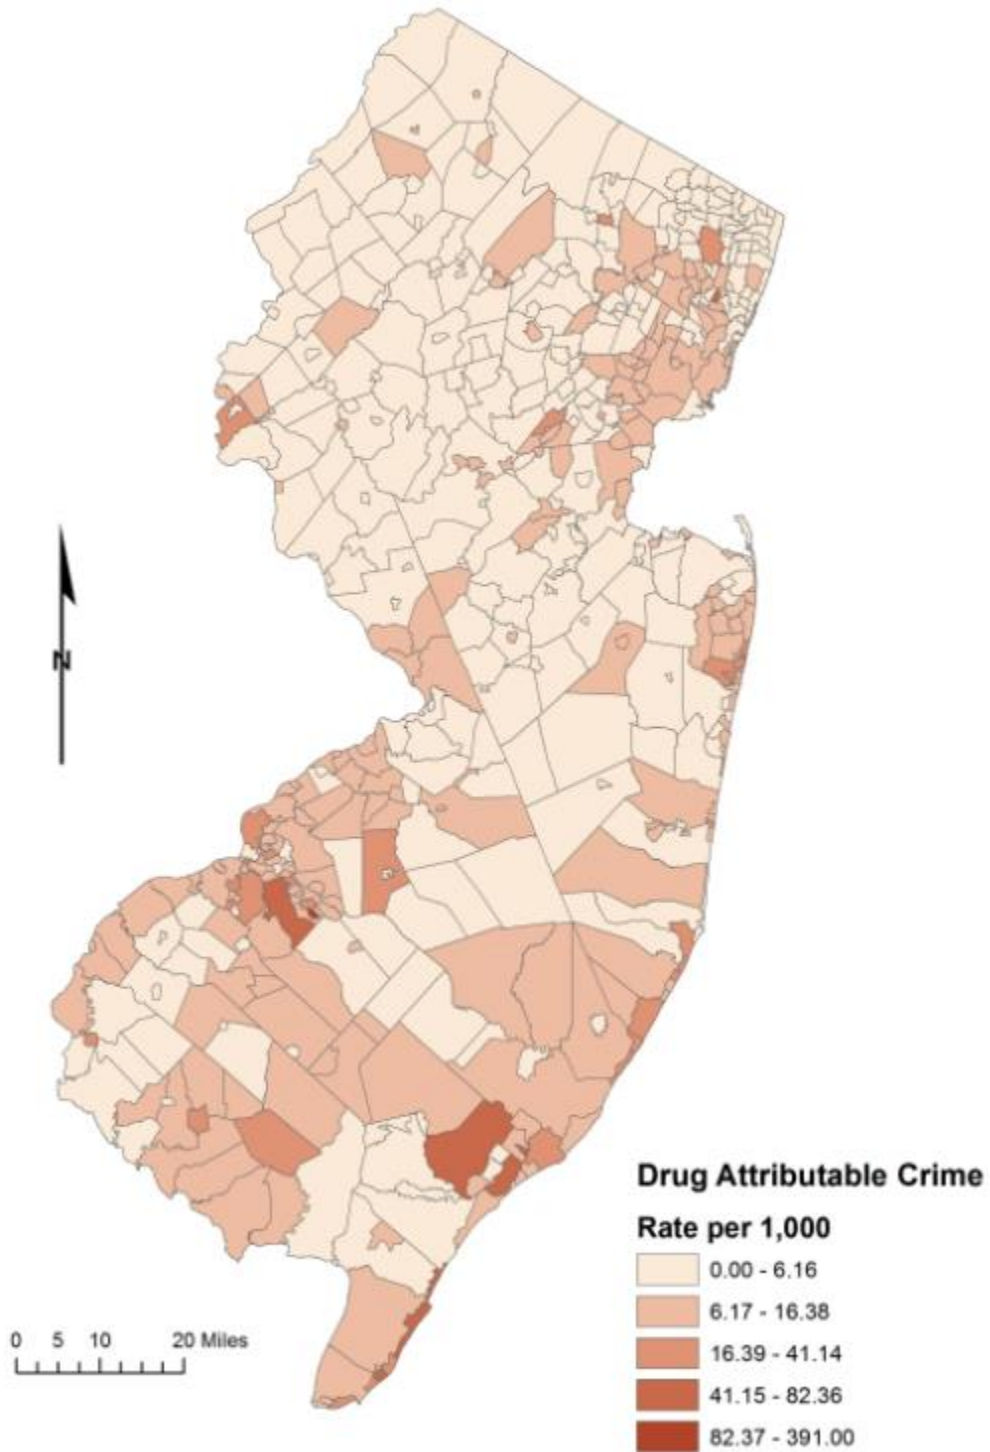 N
Drug Attributable Crime
Rate per 1,000
0.00 - 6.16
6.17 - 16.38
0 5 10 20 Miles
16.39 - 41.14
41.15 - 82.36
82.37 - 391.00